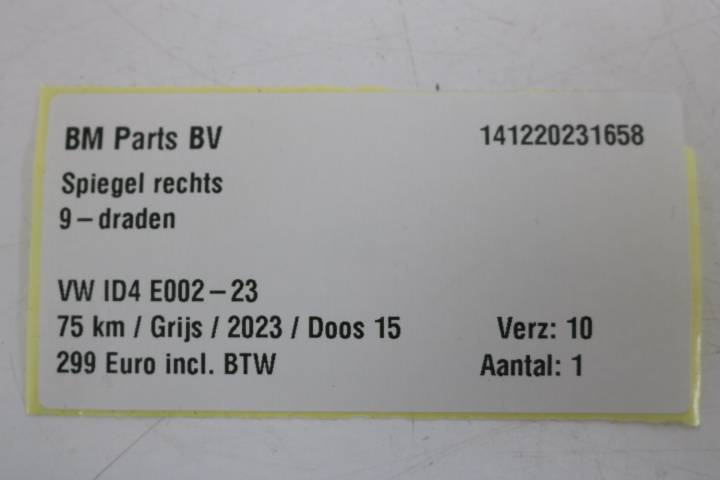 BM Parts BV 141220231658
Spiegel rechts
9-draden
VW ID4 E002-23
75 km / Grijs / 2023 / Doos 15 Verz: 10
299 Euro incl. BTW Aantal: 1